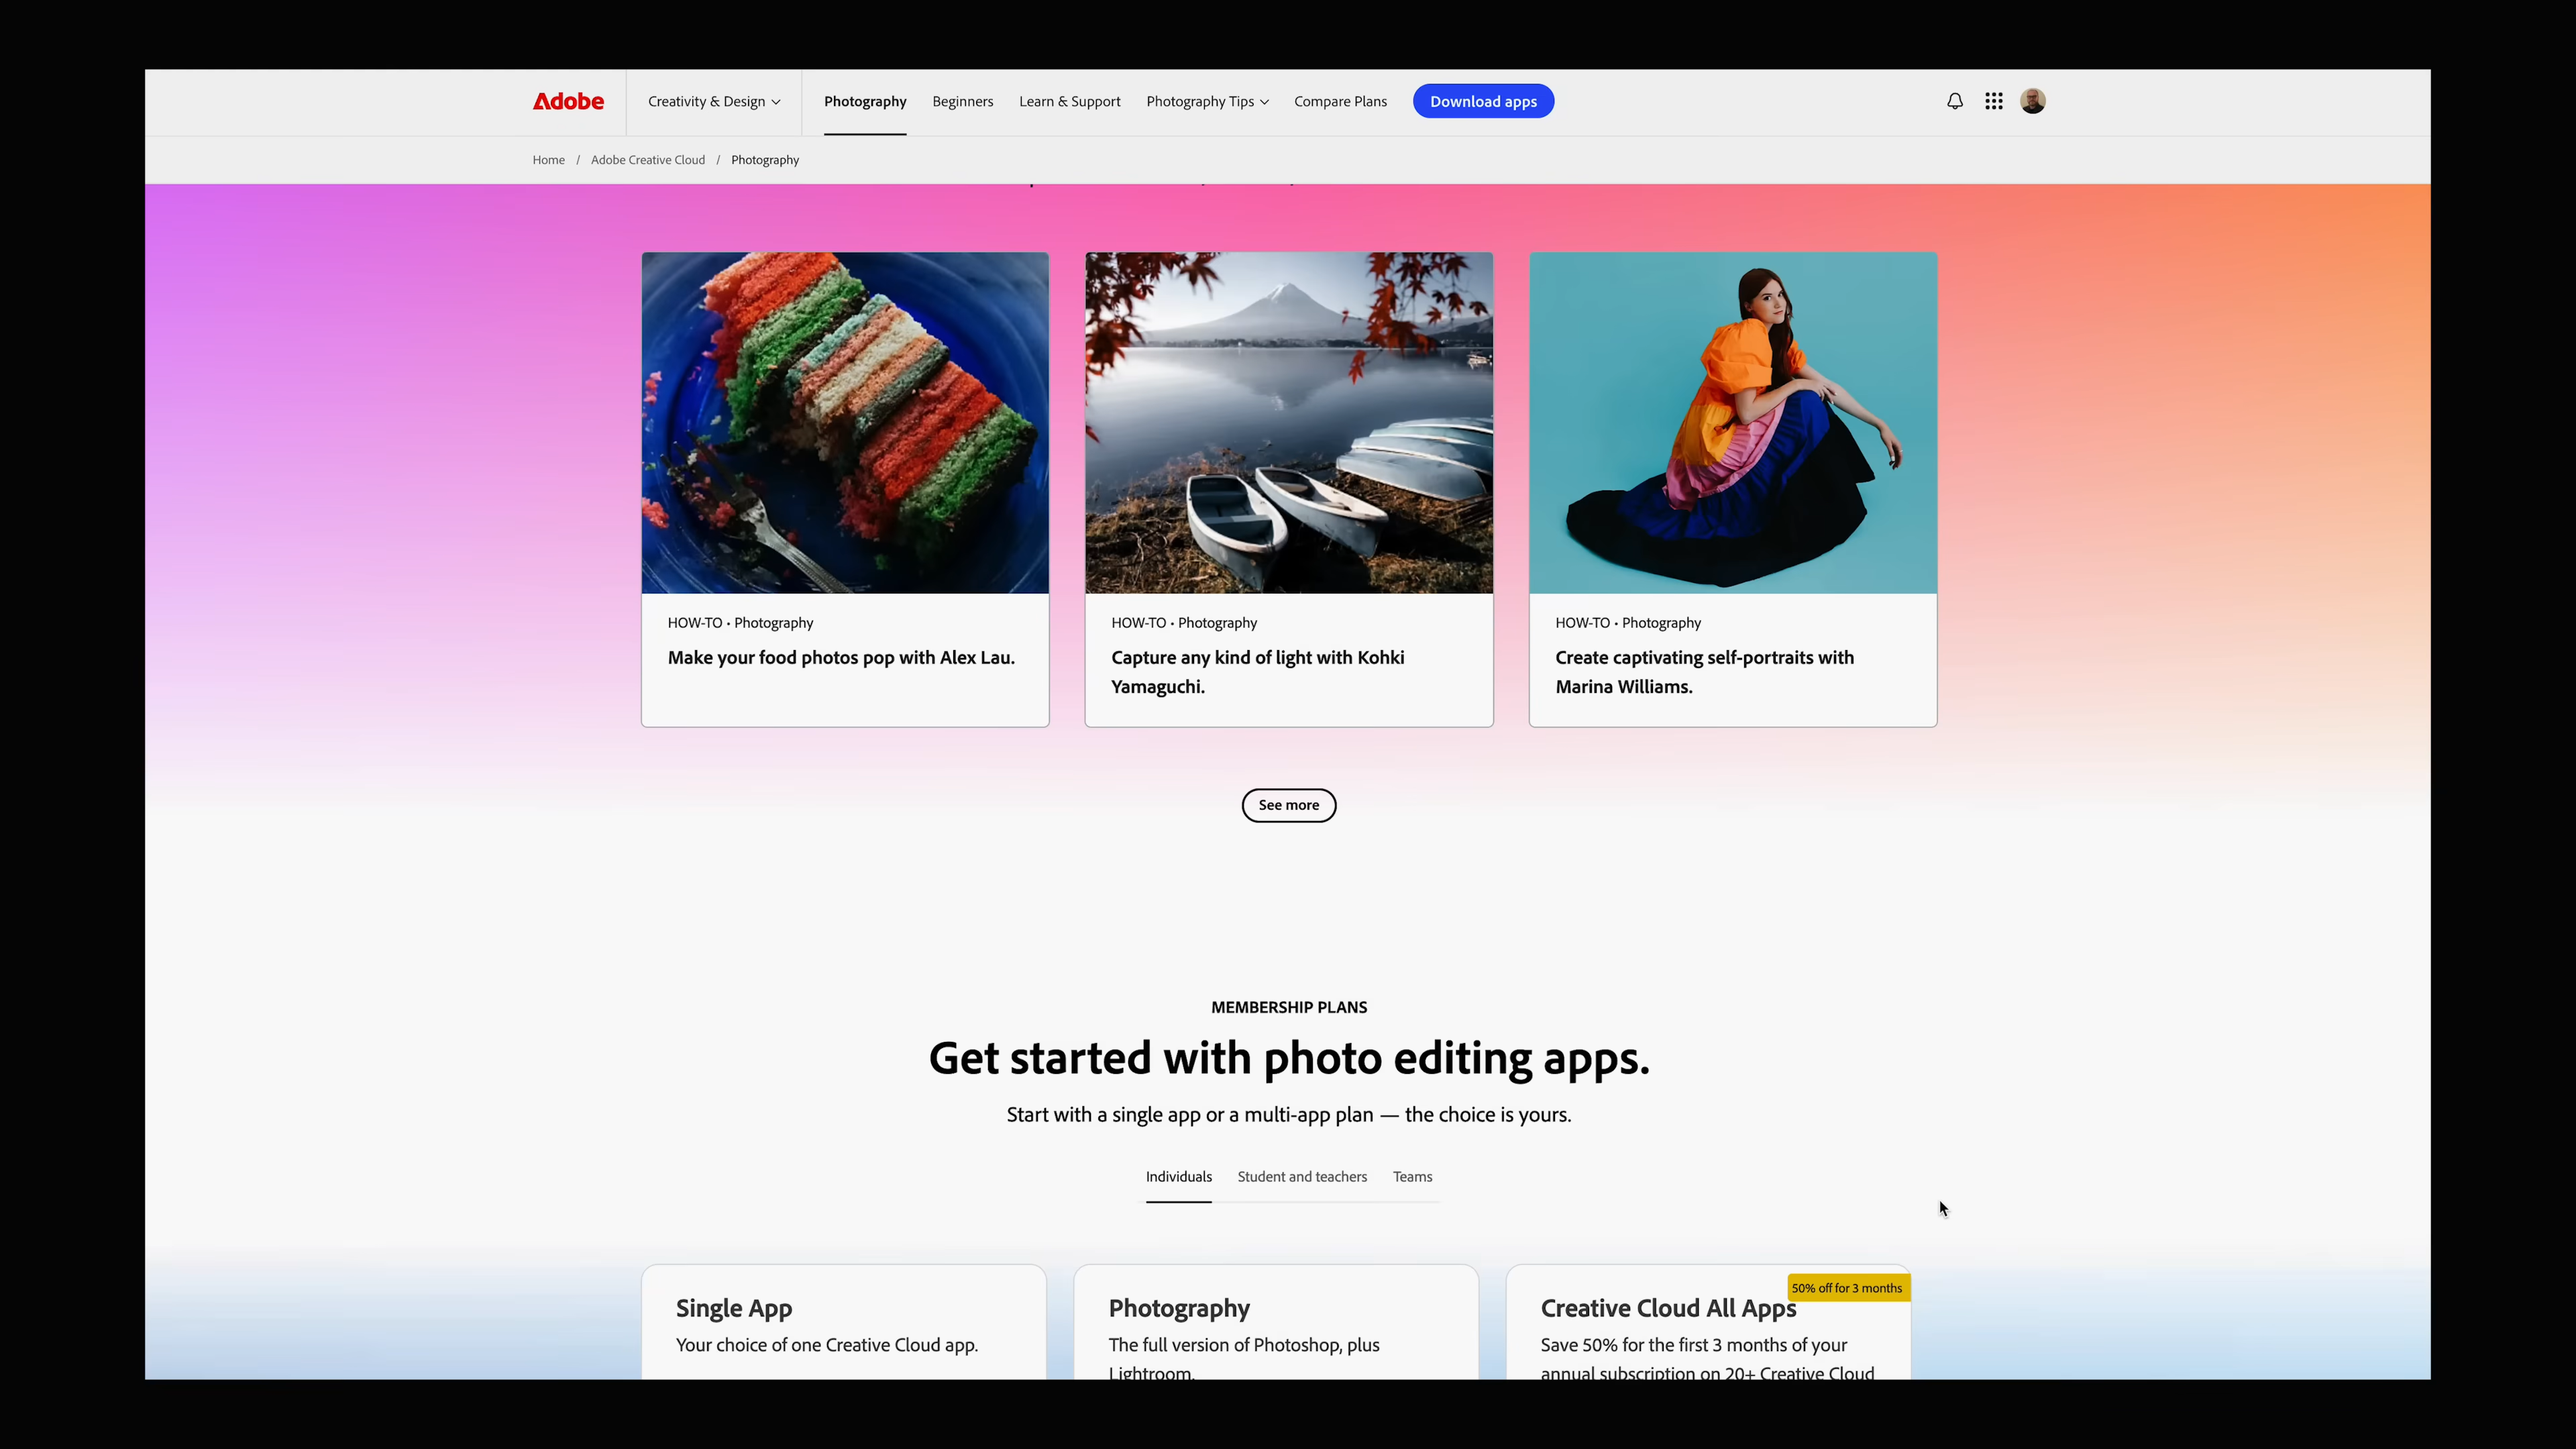 Adobe
Creativity & Design
Photography
Beginners
Learn & Support
Photography Tips
Compare Plans
Download apps
Home / Adobe Creative Cloud / Photography
HOW-TO • Photography
Make your food photos pop with Alex Lau.
HOW-TO • Photography
Capture any kind of light with Kohki
Yamaguchi.
HOW-TO • Photography
Create captivating self-portraits with
Marina Williams.
See more
MEMBERSHIP PLANS
Get started with photo editing apps.
Start with a single app or a multi-app plan — the choice is yours.
Individuals
Student and teachers
Teams
Single App
Your choice of one Creative Cloud app.
Photography
The full version of Photoshop, plus
Lightroom.
50% off for 3 months
Creative Cloud All Apps
Save 50% for the first 3 months of your
annual subscription on 20+ Creative Cloud